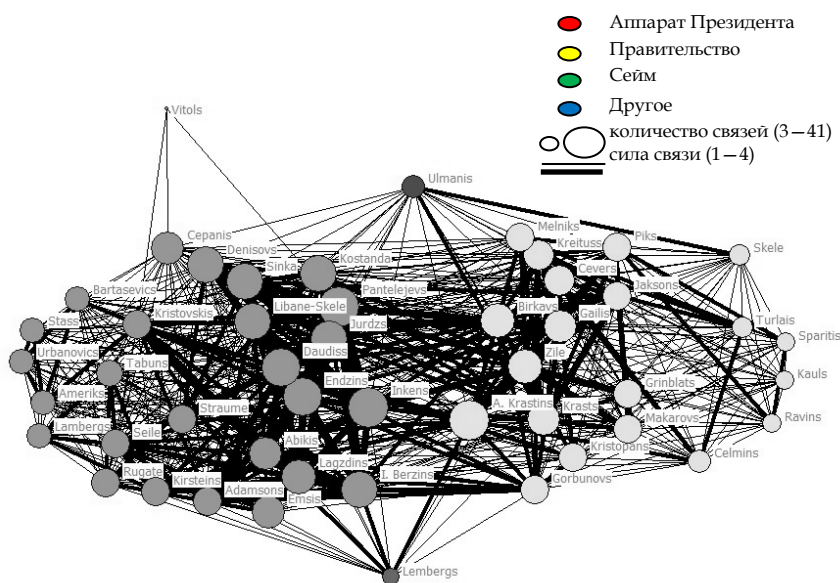 Аппарат Президента
Правительство
Сейм
Другое
количество связей (3—41)
сила связи (1—4)
Vitols
Ulmanis
Cepanis
Denisovs
Sinka
Kostanda
Melniks
Kreituss
Piks
Skele
Cevers
Pantelejevs
Jaksons
Bartasevics
Kristovskis
Libane-Skele
Birkavs
Gailis
Stass
Jurdzs
Turlais
Sparitis
Urbanovics
Tabuns
Daudiss
Zile
Kauls
Endzins
Inkens
Grinblats
Ameriks
Straume
A. Krastins
Krasts
Makarovs
Ravins
Lambergs
Seile
Abikis
Kristopans
Celmins
Rugate
Kirsteins
Lagzdins
I. Berzins
Gorbunovs
Adamsons
Emsis
Lembergs